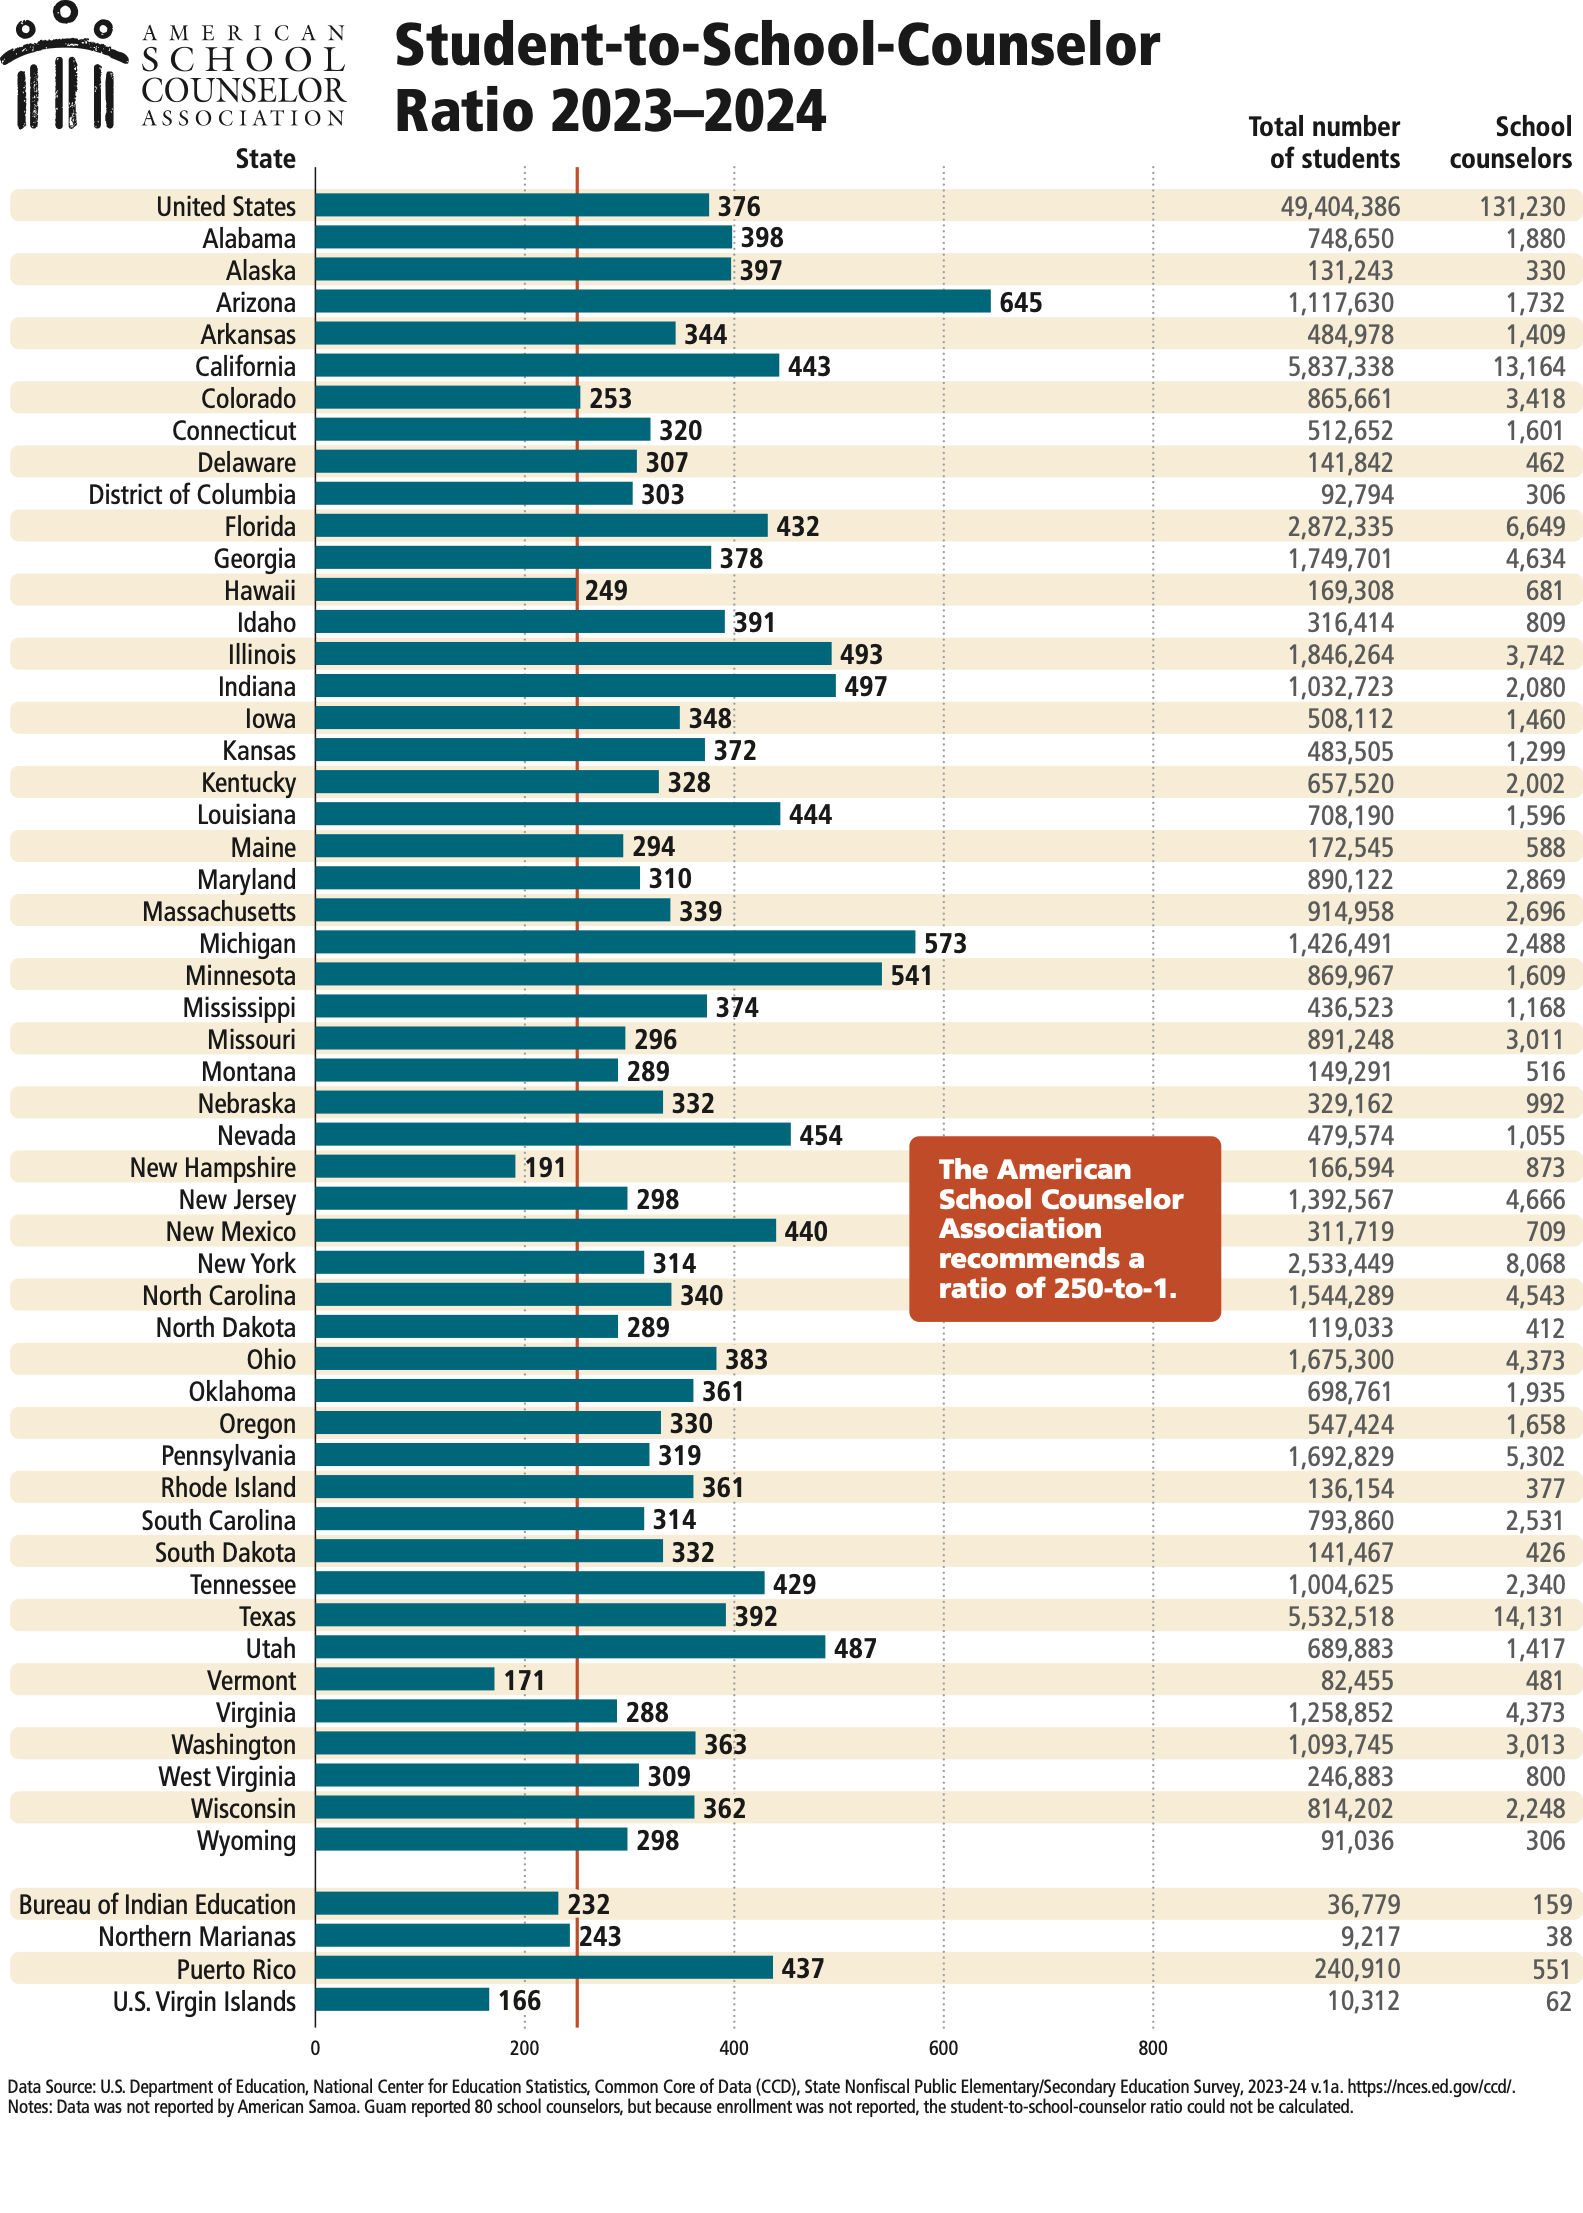 AMERICAN
SCHOOL
COUNSELOR
ASSOCIATION
Student-to-School-Counselor
Ratio 2023–2024
State
Total number
of students
School
counselors
United States 376 49,404,386 131,230
Alabama 398 748,650 1,880
Alaska 397 131,243 330
Arizona 645 1,117,630 1,732
Arkansas 344 484,978 1,409
California 443 5,837,338 13,164
Colorado 253 865,661 3,418
Connecticut 320 512,652 1,601
Delaware 307 141,842 462
District of Columbia 303 92,794 306
Florida 432 2,872,335 6,649
Georgia 378 1,749,701 4,634
Hawaii 249 169,308 681
Idaho 391 316,414 809
Illinois 493 1,846,264 3,742
Indiana 497 1,032,723 2,080
Iowa 348 508,112 1,460
Kansas 372 483,505 1,299
Kentucky 328 657,520 2,002
Louisiana 444 708,190 1,596
Maine 294 172,545 588
Maryland 310 890,122 2,869
Massachusetts 339 914,958 2,696
Michigan 573 1,426,491 2,488
Minnesota 541 869,967 1,609
Mississippi 374 436,523 1,168
Missouri 296 891,248 3,011
Montana 289 149,291 516
Nebraska 332 329,162 992
Nevada 454 479,574 1,055
New Hampshire 191 166,594 873
New Jersey 298 1,392,567 4,666
New Mexico 440 311,719 709
New York 314 2,533,449 8,068
North Carolina 340 1,544,289 4,543
North Dakota 289 119,033 412
Ohio 383 1,675,300 4,373
Oklahoma 361 698,761 1,935
Oregon 330 547,424 1,658
Pennsylvania 319 1,692,829 5,302
Rhode Island 361 136,154 377
South Carolina 314 793,860 2,531
South Dakota 332 141,467 426
Tennessee 429 1,004,625 2,340
Texas 392 5,532,518 14,131
Utah 487 689,883 1,417
Vermont 171 82,455 481
Virginia 288 1,258,852 4,373
Washington 363 1,093,745 3,013
West Virginia 309 246,883 800
Wisconsin 362 814,202 2,248
Wyoming 298 91,036 306
Bureau of Indian Education 232 36,779 159
Northern Marianas 243 9,217 38
Puerto Rico 437 240,910 551
U.S. Virgin Islands 166 10,312 62
The American
School Counselor
Association
recommends a
ratio of 250-to-1.
0 200 400 600 800
Data Source: U.S. Department of Education, National Center for Education Statistics, Common Core of Data (CCD), State Nonfiscal Public Elementary/Secondary Education Survey, 2023-24 v.1a. https://nces.ed.gov/ccd/.
Notes: Data was not reported by American Samoa. Guam reported 80 school counselors, but because enrollment was not reported, the student-to-school-counselor ratio could not be calculated.